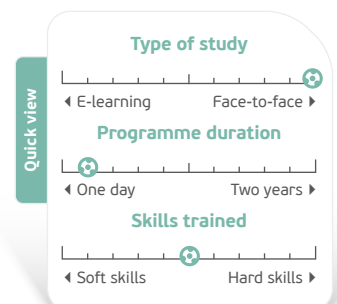 Quick view
Type of study
◀ E-learning Face-to-face ▶
Programme duration
◀ One day Two years ▶
Skills trained
◀ Soft skills Hard skills ▶